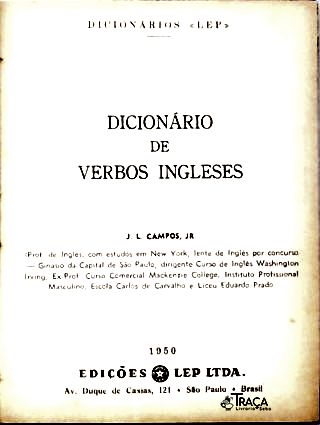 DICIONÁRIOS «LEP»
DICIONÁRIO
DE
VERBOS INGLESES
J. L. CAMPOS, JR
(Prof. de Inglês, com estudos em New York, lente de Inglês por concurso
— Ginásio da Capital de São Paulo, dirigente Curso de Inglês Washington
Irving, Ex-Prof. Curso Comercial Mackenzie College, Instituto Profissional
Masculino, Escola Carlos de Carvalho e Liceu Eduardo Prado
1950
EDIÇÕES LEP LTDA.
Av. Duque de Caxias, 121 • São Paulo • Brasil
TRAÇA
Livraria e Sebo